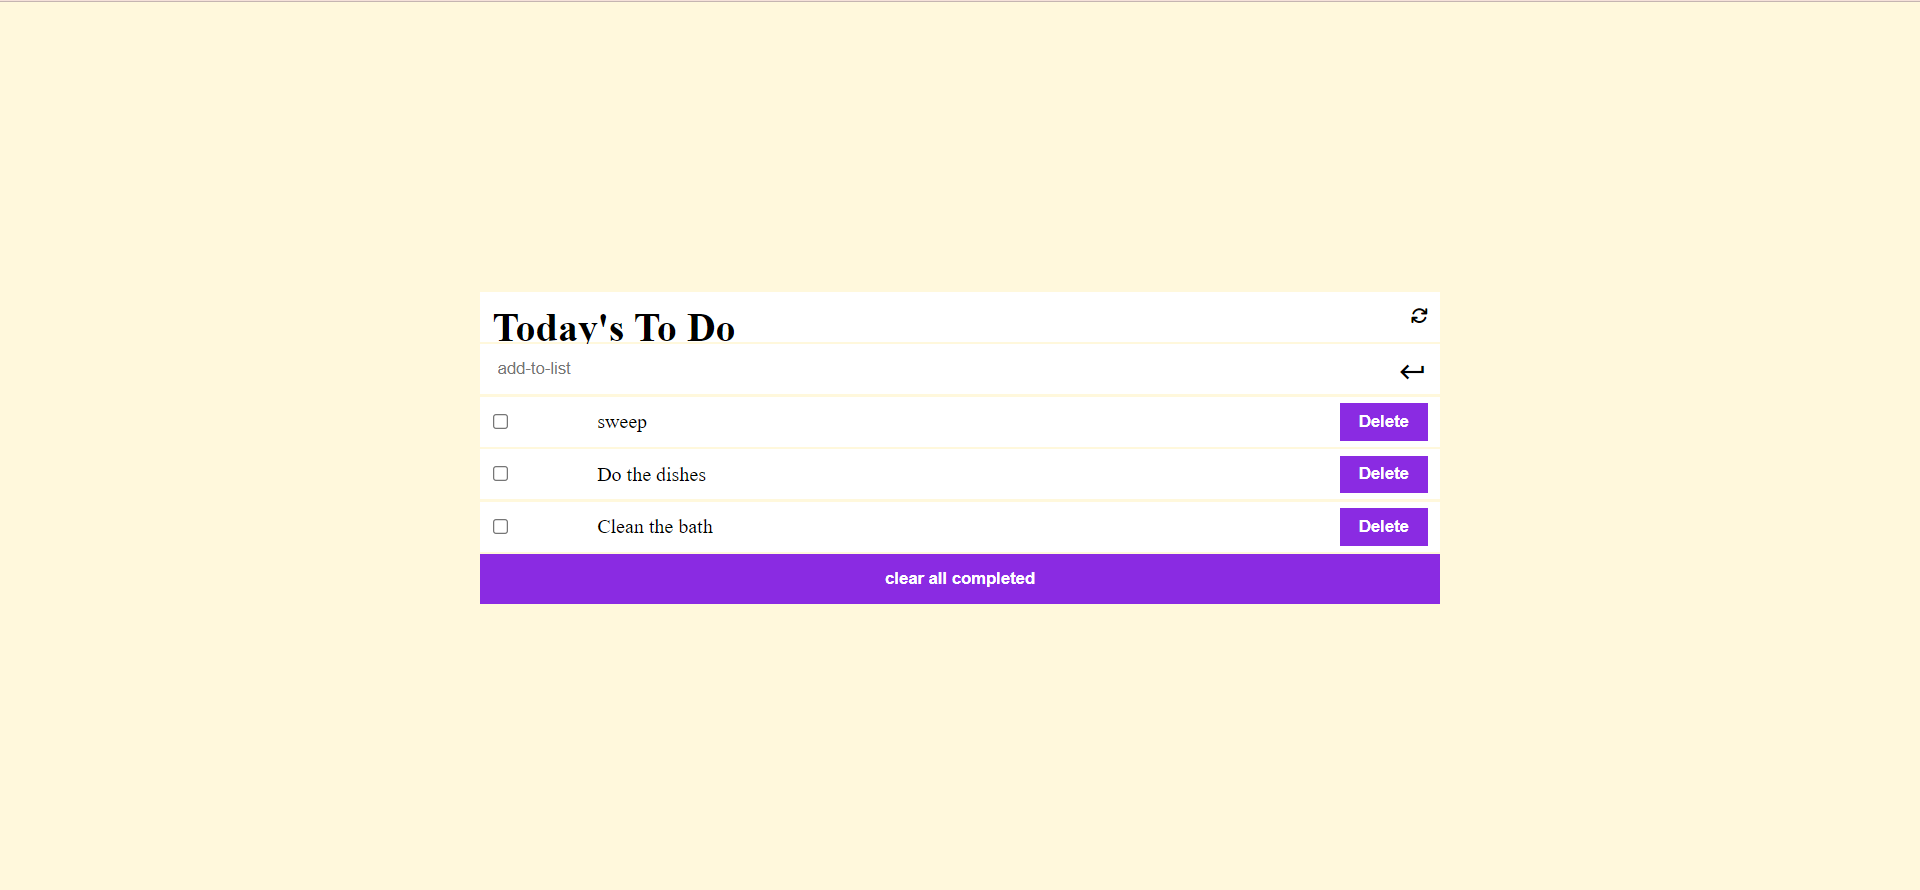 Today's To Do
add-to-list
sweep Delete
Do the dishes Delete
Clean the bath Delete
clear all completed